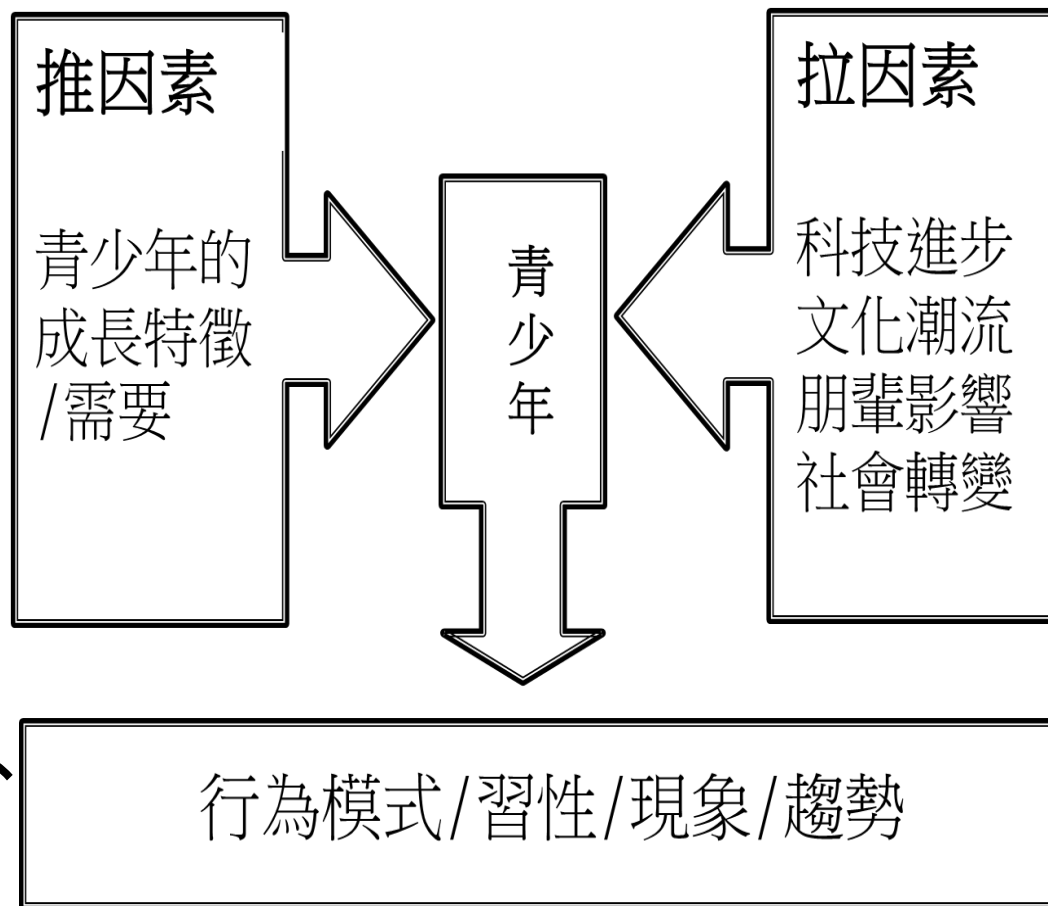 推因素
青少年的
成長特徵
/需要
青
少
年
拉因素
科技進步
文化潮流
朋輩影響
社會轉變
行為模式/習性/現象/趨勢